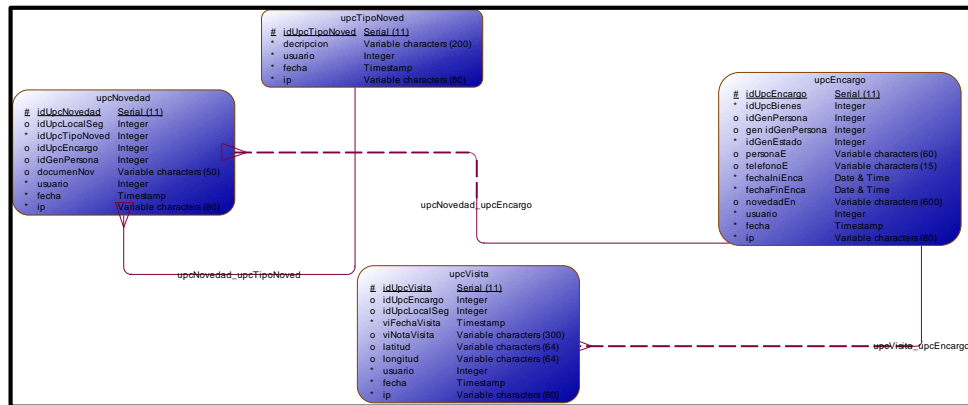 upcTipoNoved
# idUpcTipoNoved Serial (11)
* decripcion Variable characters (200)
* usuario Integer
* fecha Timestamp
* ip Variable characters (80)
upcNovedad
# idUpcNovedad Serial (11)
o idUpcLocalSeg Integer
* idUpcTipoNoved Integer
o idUpcEncargo Integer
o idGenPersona Integer
o documenNov Variable characters (50)
* usuario Integer
* fecha Timestamp
* ip Variable characters (80)
upcEncargo
# idUpcEncargo Serial (11)
* idUpcBienes Integer
o idGenPersona Integer
o gen idGenPersona Integer
* idGenEstado Integer
o personaE Variable characters (60)
o telefonoE Variable characters (15)
* fechaIniEnca Date & Time
* fechaFinEnca Date & Time
o novedadEn Variable characters (600)
* usuario Integer
* fecha Timestamp
* ip Variable characters (80)
upcNovedad_upcEncargo
upcNovedad_upcTipoNoved
upcVisita
# idUpcVisita Serial (11)
o idUpcEncargo Integer
o idUpcLocalSeg Integer
* viFechaVisita Timestamp
o viNotaVisita Variable characters (300)
o latitud Variable characters (64)
o longitud Variable characters (64)
* usuario Integer
* fecha Timestamp
* ip Variable characters (80)
upcVisita_upcEncargo